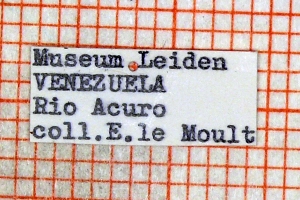 Museum Leiden
VENEZUELA
Rio Acuro
coll.E.le Moult